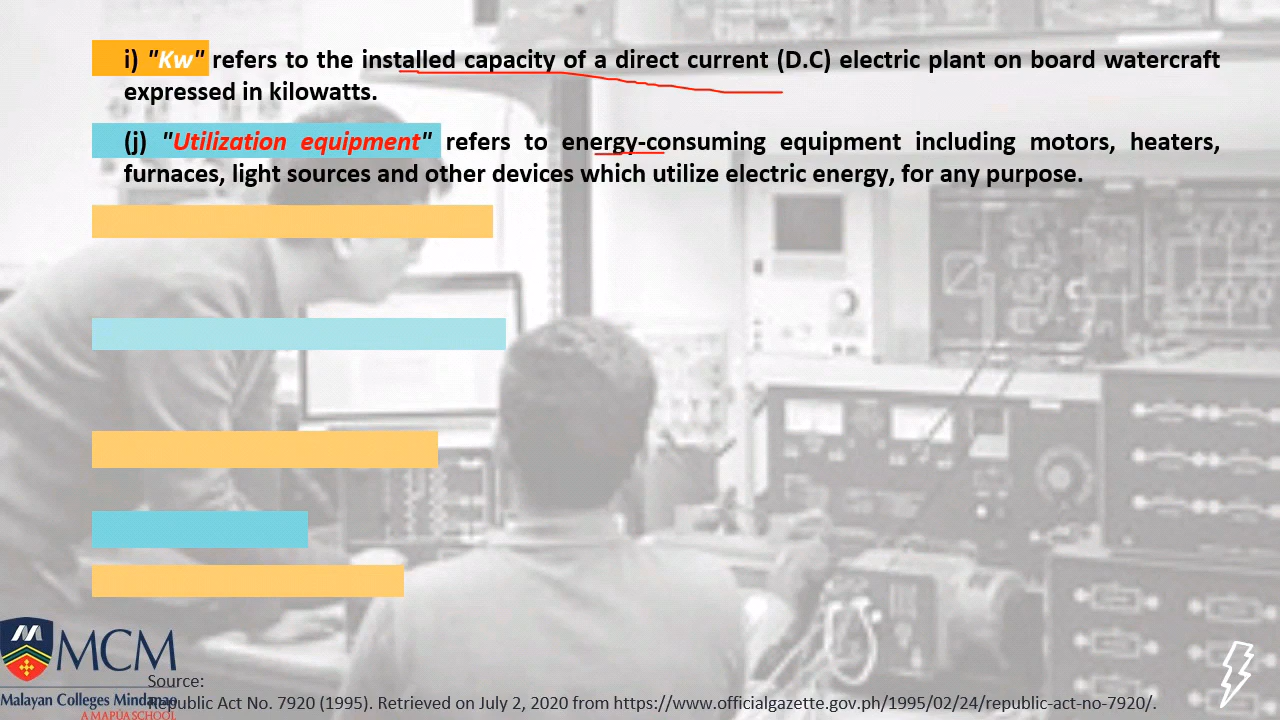 i) "Kw" refers to the installed capacity of a direct current (D.C) electric plant on board watercraft
expressed in kilowatts.
(j) "Utilization equipment" refers to energy-consuming equipment including motors, heaters,
furnaces, light sources and other devices which utilize electric energy, for any purpose.
MCM
Malayan Colleges Mindanao
A MAPÚA SCHOOL
Source:
Republic Act No. 7920 (1995). Retrieved on July 2, 2020 from https://www.officialgazette.gov.ph/1995/02/24/republic-act-no-7920/.